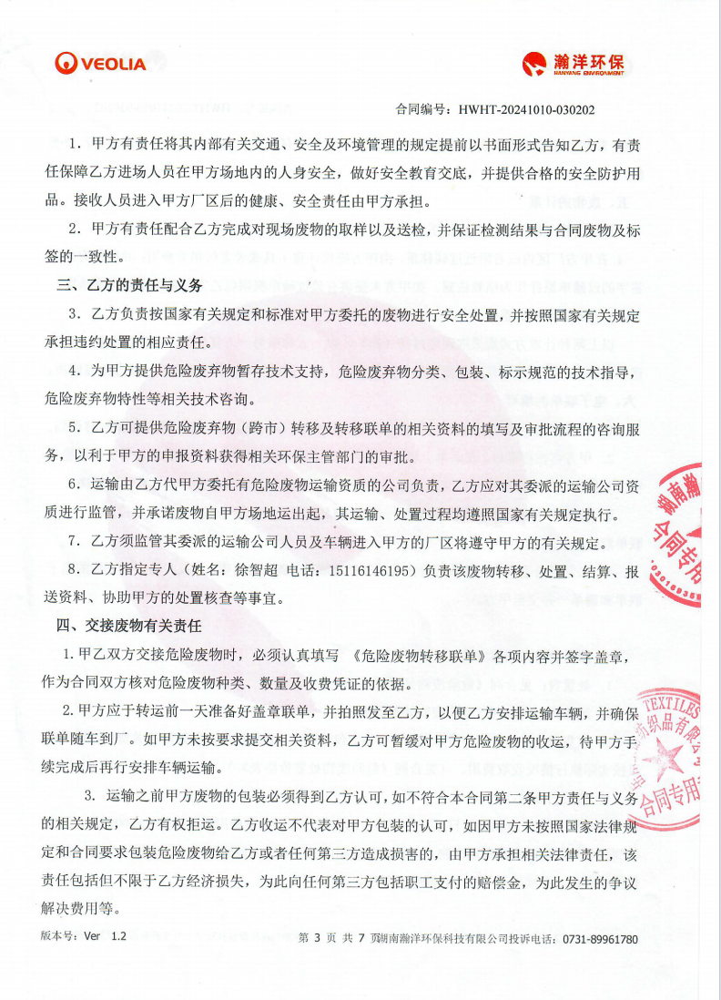 VEOLIA
瀚洋环保
HANYANG ENVIRONMENT
合同编号：HWHT-20241010-030202
1．甲方有责任将其内部有关交通、安全及环境管理的规定提前以书面形式告知乙方，有责
任保障乙方进场人员在甲方场地内的人身安全，做好安全教育交底，并提供合格的安全防护用
品。接收人员进入甲方厂区后的健康、安全责任由甲方承担。
2．甲方有责任配合乙方完成对现场废物的取样以及送检，并保证检测结果与合同废物及标
签的一致性。
三、乙方的责任与义务
3．乙方负责按国家有关规定和标准对甲方委托的废物进行安全处置，并按照国家有关规定
承担违约处置的相应责任。
4．为甲方提供危险废弃物暂存技术支持，危险废弃物分类、包装、标示规范的技术指导，
危险废弃物特性等相关技术咨询。
5．乙方可提供危险废弃物（跨市）转移及转移联单的相关资料的填写及审批流程的咨询服
务，以利于甲方的申报资料获得相关环保主管部门的审批。
6．运输由乙方代甲方委托有危险废物运输资质的公司负责，乙方应对其委派的运输公司资
质进行监管，并承诺废物自甲方场地运出起，其运输、处置过程均遵照国家有关规定执行。
7．乙方须监管其委派的运输公司人员及车辆进入甲方的厂区将遵守甲方的有关规定。
8．乙方指定专人（姓名：徐智超 电话：15116146195）负责该废物转移、处置、结算、报
送资料、协助甲方的处置核查等事宜。
四、交接废物有关责任
1.甲乙双方交接危险废物时，必须认真填写 《危险废物转移联单》各项内容并签字盖章，
作为合同双方核对危险废物种类、数量及收费凭证的依据。
2.甲方应于转运前一天准备好盖章联单，并拍照发至乙方，以便乙方安排运输车辆，并确保
联单随车到厂。如甲方未按要求提交相关资料，乙方可暂缓对甲方危险废物的收运，待甲方手
续完成后再行安排车辆运输。
3．运输之前甲方废物的包装必须得到乙方认可，如不符合本合同第二条甲方责任与义务
的相关规定，乙方有权拒运。乙方收运不代表对甲方包装的认可，如因甲方未按照国家法律规
定和合同要求包装危险废物给乙方或者任何第三方造成损害的，由甲方承担相关法律责任，该
责任包括但不限于乙方经济损失，为此向任何第三方包括职工支付的赔偿金，为此发生的争议
解决费用等。
湖南瀚
合同专用
TEXTILES
纺织品有限公
合同专用
版本号：Ver 1.2
第 3 页 共 7 页湖南瀚洋环保科技有限公司投诉电话：0731-89961780